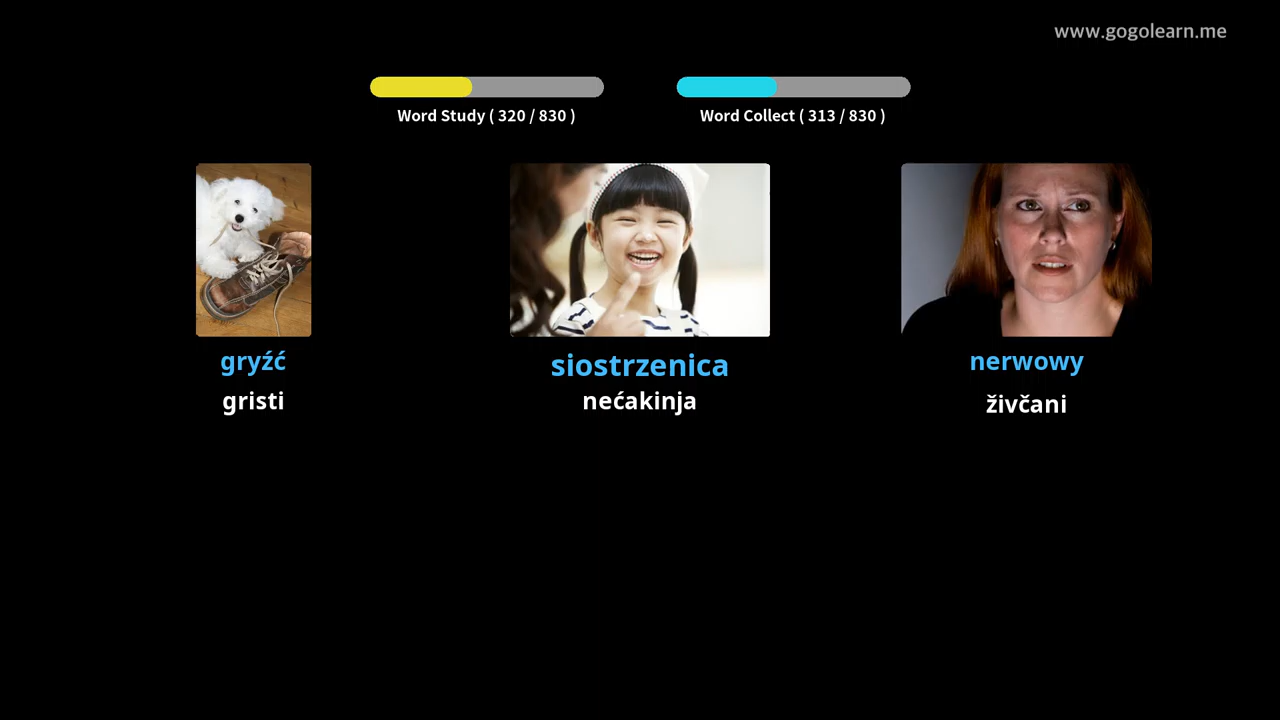 www.gogolearn.me
Word Study ( 320 / 830 )
Word Collect ( 313 / 830 )
gryźć
gristi
siostrzenica
nećakinja
nerwowy
živčani